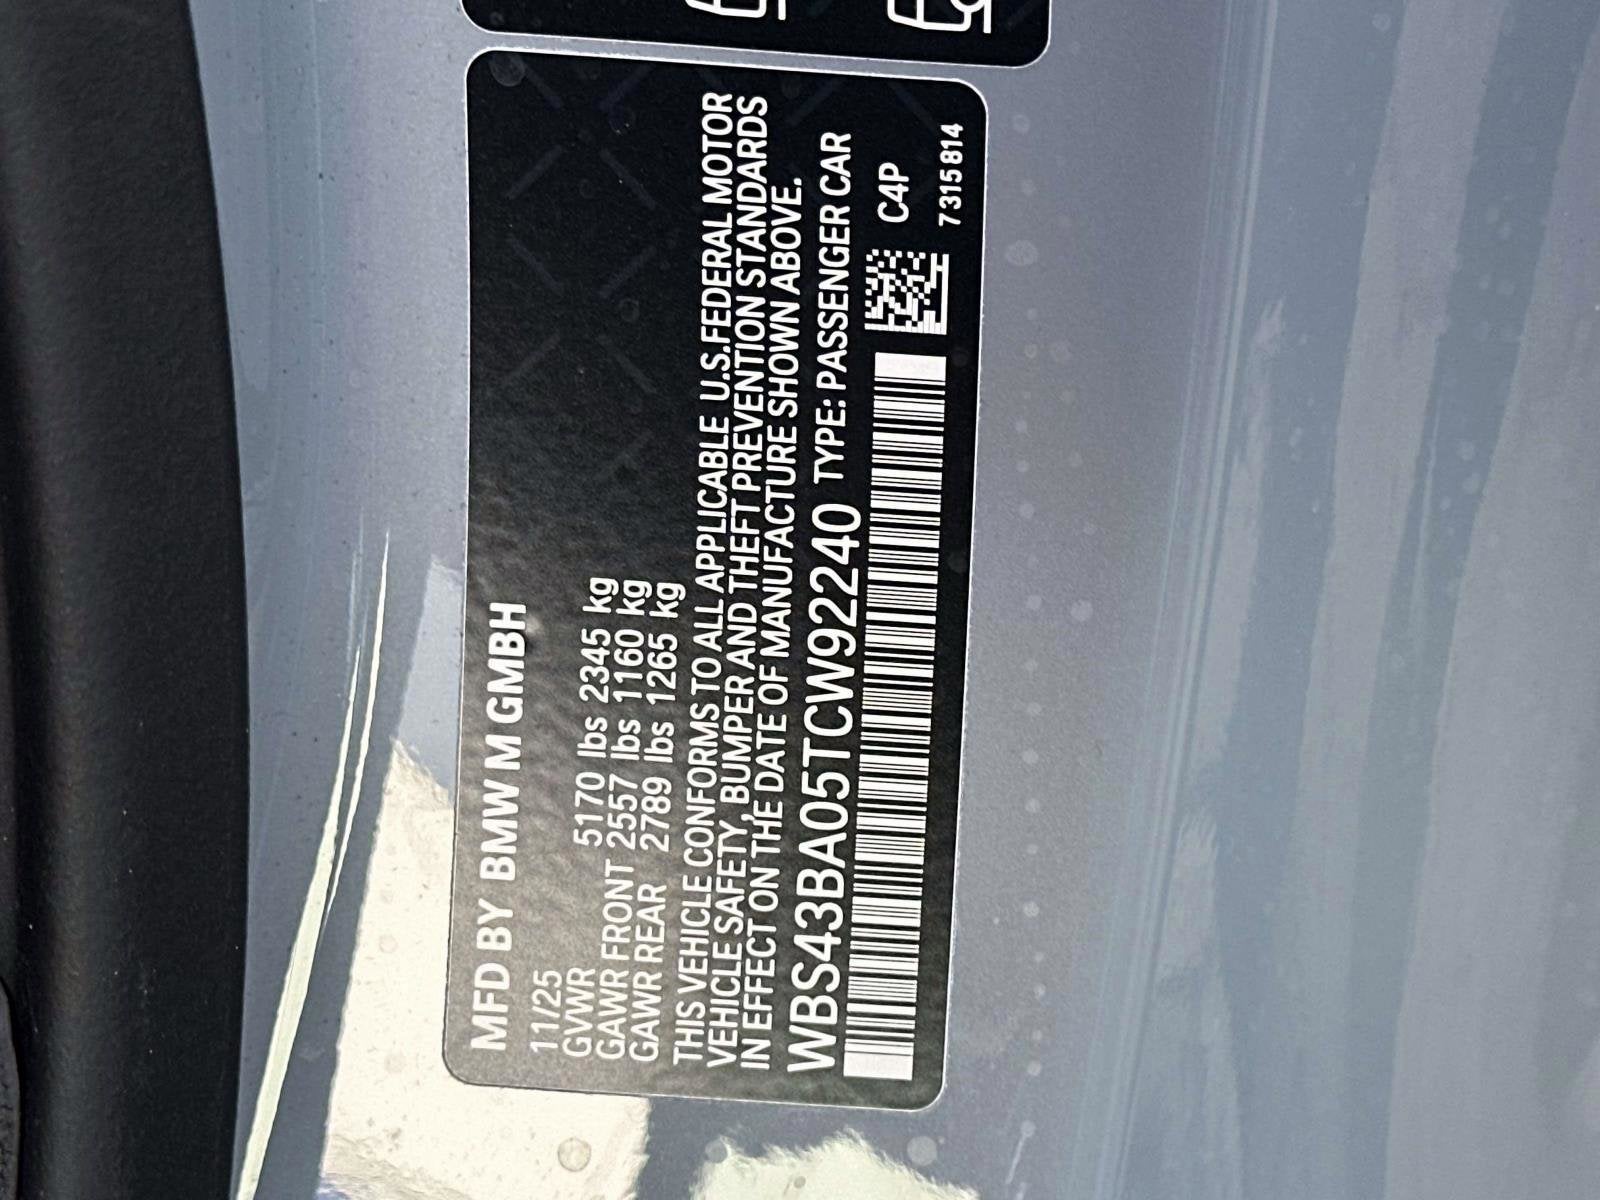 MFD BY BMW M GMBH
11/25
GVWR 5170 lbs 2345 kg
GAWR FRONT 2557 lbs 1160 kg
GAWR REAR 2789 lbs 1265 kg
THIS VEHICLE CONFORMS TO ALL APPLICABLE U.S.FEDERAL MOTOR
VEHICLE SAFETY, BUMPER AND THEFT PREVENTION STANDARDS
IN EFFECT ON THE DATE OF MANUFACTURE SHOWN ABOVE.
WBS43BA05TCW92240 TYPE: PASSENGER CAR
C4P
7315814